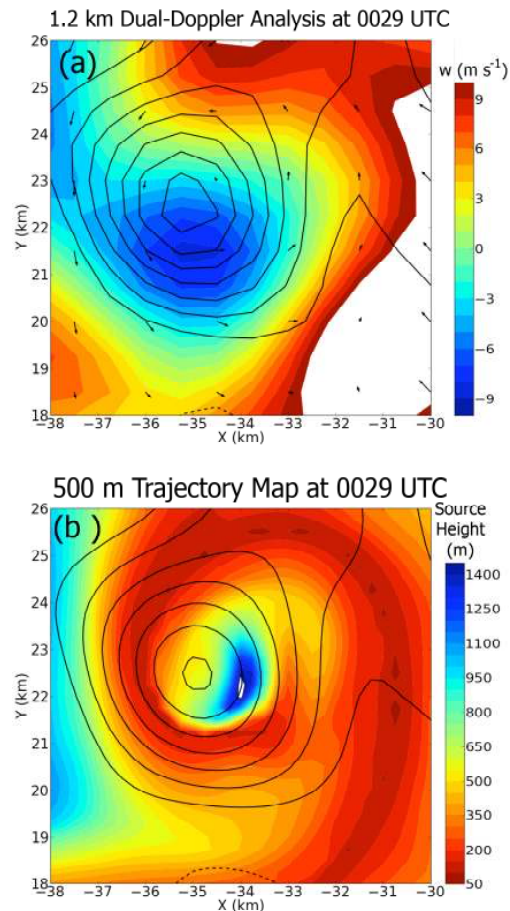 1.2 km Dual-Doppler Analysis at 0029 UTC
(a)
w (m s⁻¹)
26
25
24
23
22
21
20
19
18
Y (km)
−38 −37 −36 −35 −34 −33 −32 −31 −30
X (km)
9
6
3
0
−3
−6
−9
500 m Trajectory Map at 0029 UTC
(b )
Source
Height
(m)
26
25
24
23
22
21
20
19
18
Y (km)
−38 −37 −36 −35 −34 −33 −32 −31 −30
X (km)
1400
1250
1100
950
800
650
500
350
200
50